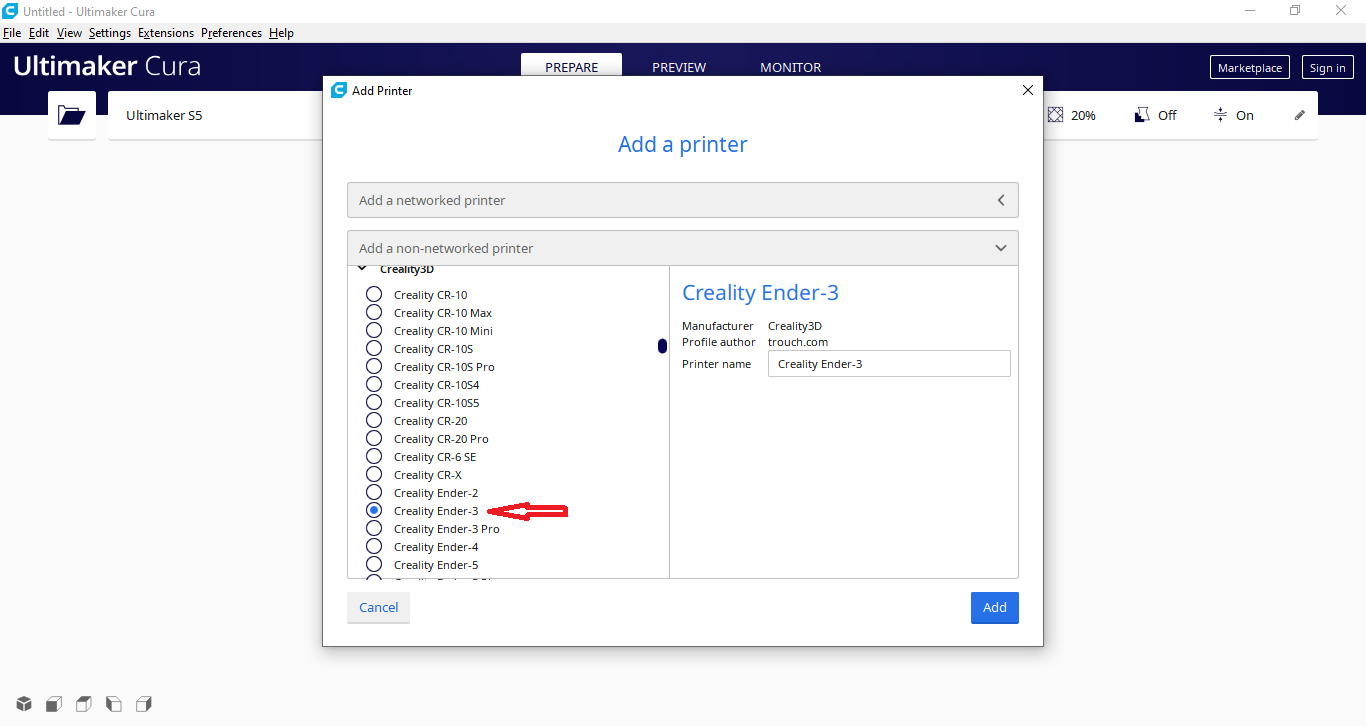 Untitled - Ultimaker Cura
File Edit View Settings Extensions Preferences Help
Ultimaker Cura
PREPARE PREVIEW MONITOR
Marketplace Sign in
Ultimaker S5
20% Off On
Add Printer
Add a printer
Add a networked printer
Add a non-networked printer
Creality3D
Creality CR-10
Creality CR-10 Max
Creality CR-10 Mini
Creality CR-10S
Creality CR-10S Pro
Creality CR-10S4
Creality CR-10S5
Creality CR-20
Creality CR-20 Pro
Creality CR-6 SE
Creality CR-X
Creality Ender-2
Creality Ender-3
Creality Ender-3 Pro
Creality Ender-4
Creality Ender-5
Creality Ender-3
Manufacturer Creality3D
Profile author trouch.com
Printer name Creality Ender-3
Cancel
Add